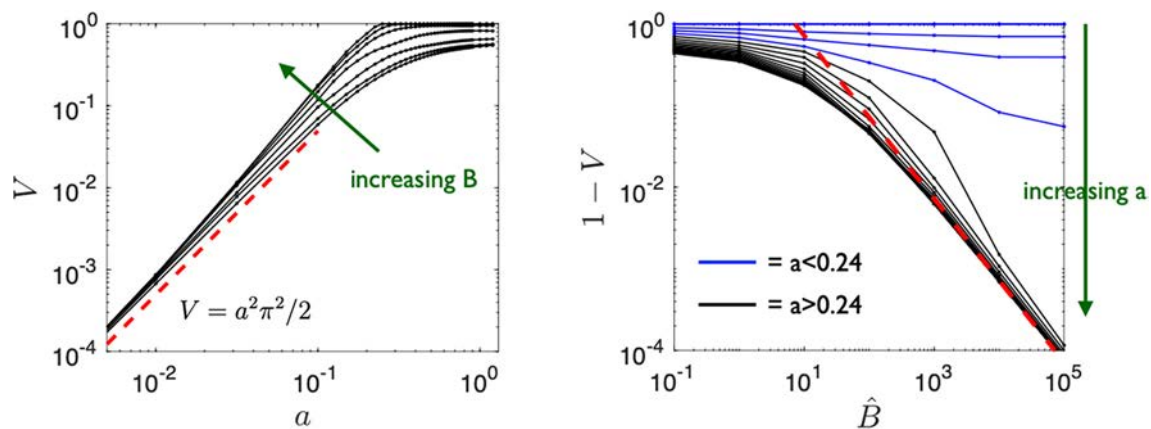 10^0
10^-1
10^-2
10^-3
10^-4
V
increasing B
V = a^2π^2/2
10^-2
10^-1
10^0
a
10^0
10^-2
10^-4
1 − V
increasing a
= a<0.24
= a>0.24
10^-1
10^1
10^3
10^5
B̂